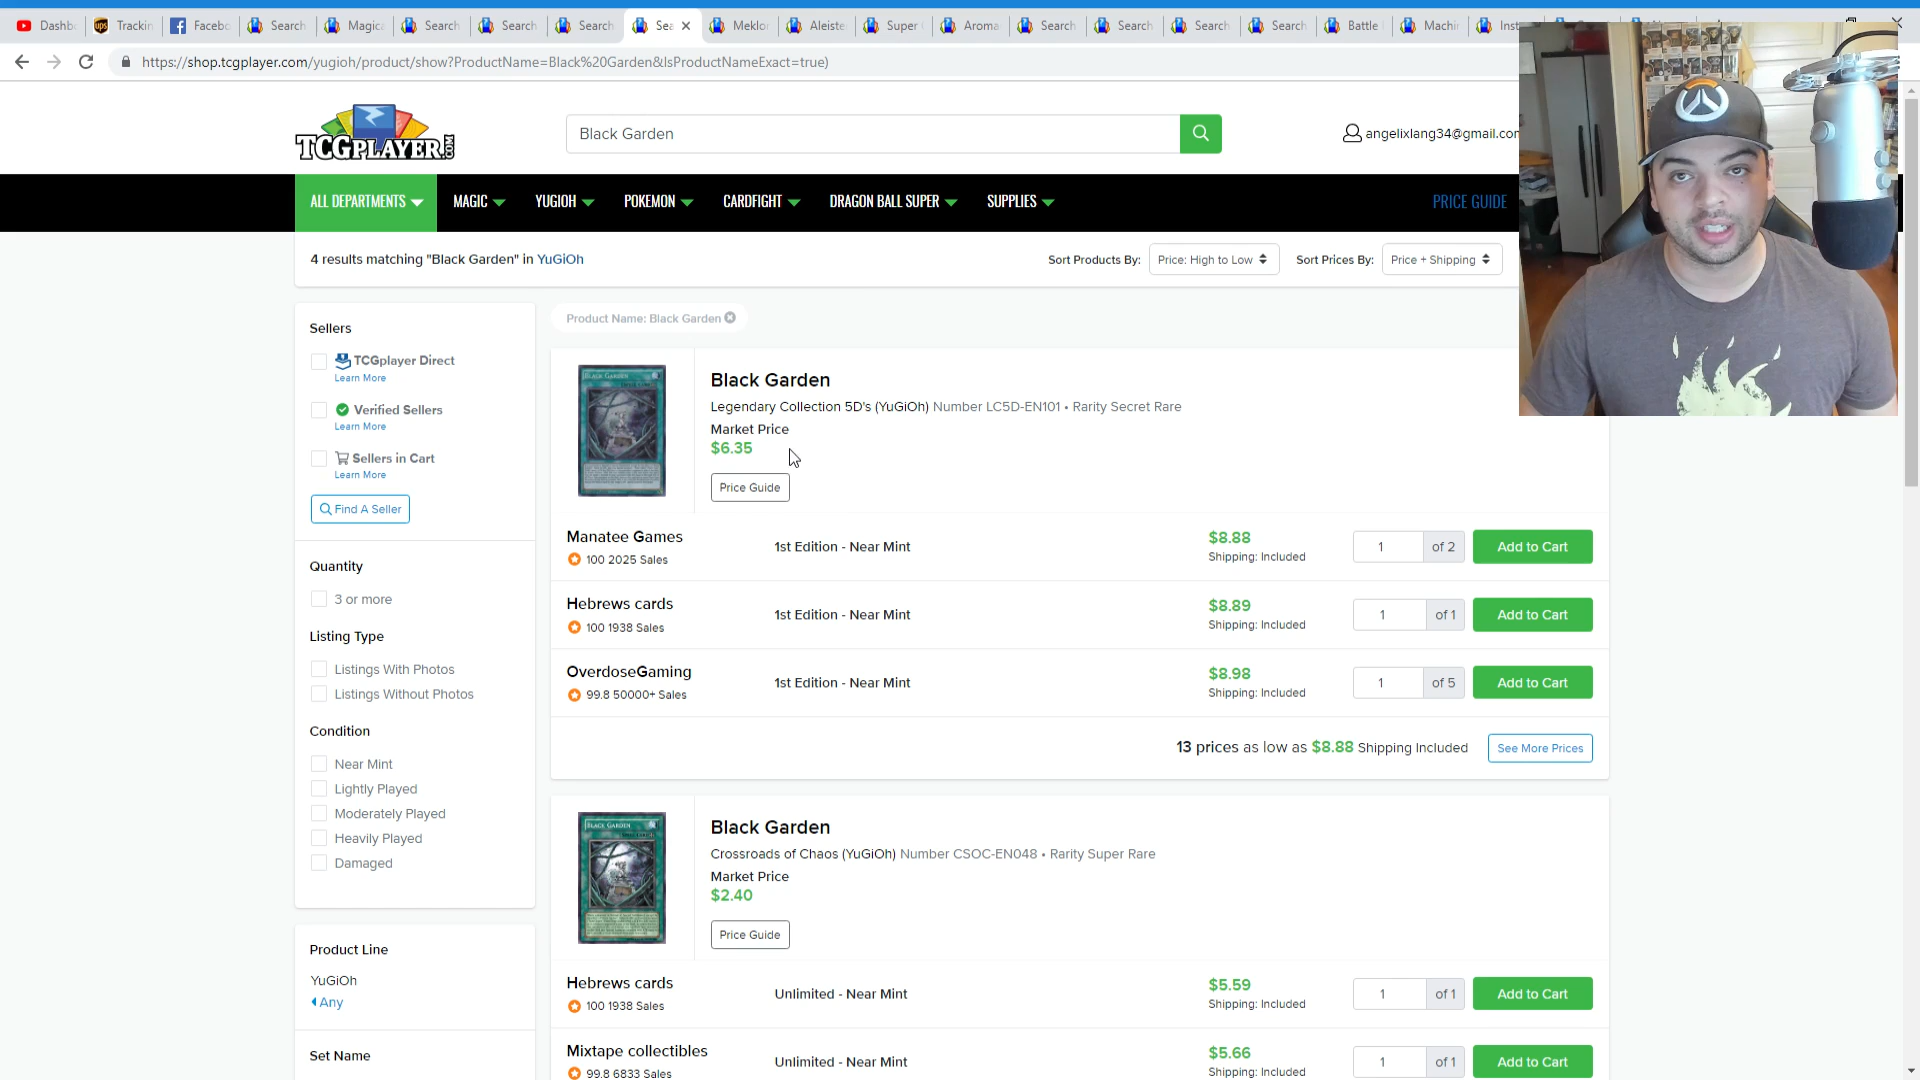 Dashb
Trackin
Facebo
Search
Magica
Search
Search
Search
Sea
Meklor
Aleiste
Super
Aroma
Search
Search
Search
Search
Battle
Machi
Inst
https://shop.tcgplayer.com/yugioh/product/show?ProductName=Black%20Garden&IsProductNameExact=true)
TCGPLAYER.COM
Black Garden
angelixlang34@gmail.con
ALL DEPARTMENTS
MAGIC
YUGIOH
POKEMON
CARDFIGHT
DRAGON BALL SUPER
SUPPLIES
PRICE GUIDE
4 results matching "Black Garden" in YuGiOh
Sort Products By:
Price: High to Low
Sort Prices By:
Price + Shipping
Product Name: Black Garden
Sellers
TCGplayer Direct
Learn More
Verified Sellers
Learn More
Sellers in Cart
Learn More
Find A Seller
Quantity
3 or more
Listing Type
Listings With Photos
Listings Without Photos
Condition
Near Mint
Lightly Played
Moderately Played
Heavily Played
Damaged
Product Line
YuGiOh
Any
Set Name
BLACK GARDEN
Black Garden
Legendary Collection 5D's (YuGiOh) Number LC5D-EN101 • Rarity Secret Rare
Market Price
$6.35
Price Guide
Manatee Games
100 2025 Sales
1st Edition - Near Mint
$8.88
Shipping: Included
1 of 2
Add to Cart
Hebrews cards
100 1938 Sales
1st Edition - Near Mint
$8.89
Shipping: Included
1 of 1
Add to Cart
OverdoseGaming
99.8 50000+ Sales
1st Edition - Near Mint
$8.98
Shipping: Included
1 of 5
Add to Cart
13 prices as low as $8.88 Shipping Included
See More Prices
BLACK GARDEN
Black Garden
Crossroads of Chaos (YuGiOh) Number CSOC-EN048 • Rarity Super Rare
Market Price
$2.40
Price Guide
Hebrews cards
100 1938 Sales
Unlimited - Near Mint
$5.59
Shipping: Included
1 of 1
Add to Cart
Mixtape collectibles
99.8 6833 Sales
Unlimited - Near Mint
$5.66
Shipping: Included
1 of 1
Add to Cart